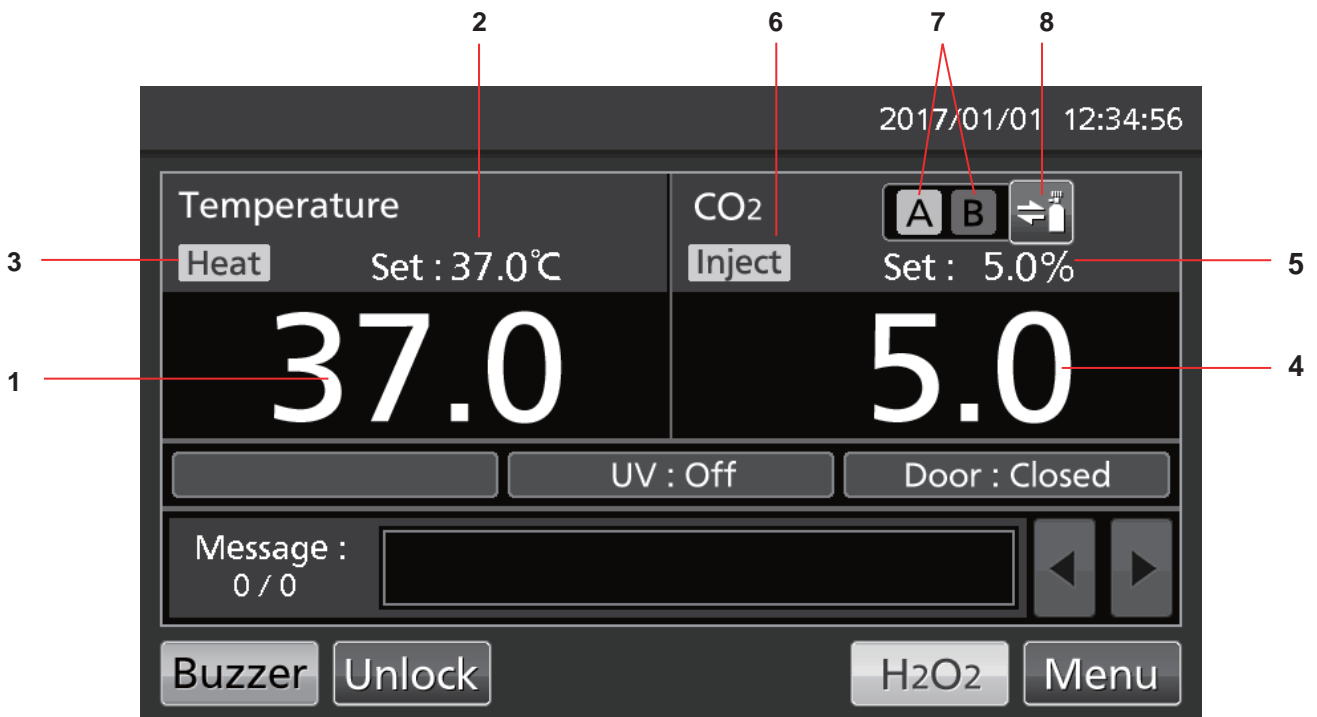 2 6 7 8
2017/01/01 12:34:56
Temperature CO2 A B
3 Heat Set : 37.0℃ Inject Set : 5.0% 5
1 37.0 5.0 4
UV : Off Door : Closed
Message :
0 / 0
Buzzer Unlock H2O2 Menu